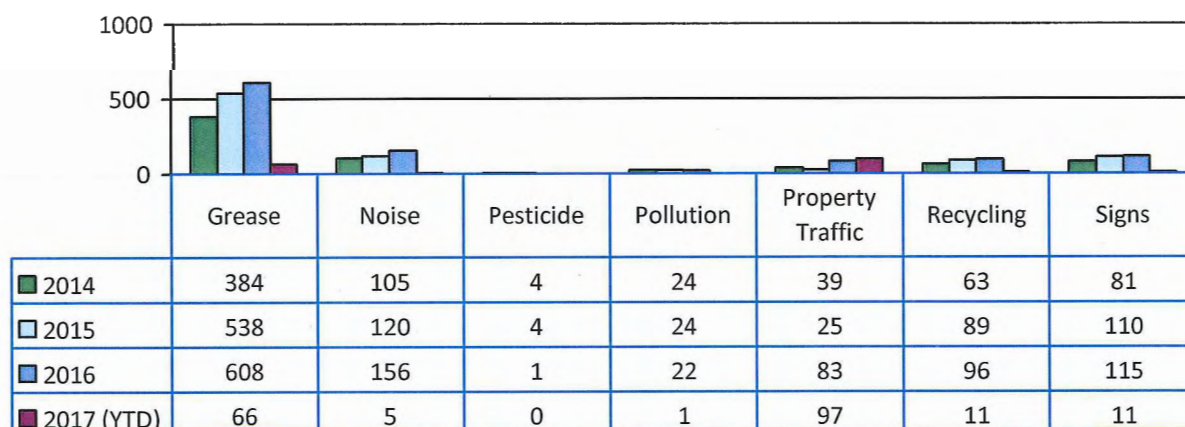 1000
500
0
Grease Noise Pesticide Pollution Property Traffic Recycling Signs
2014 384 105 4 24 39 63 81
2015 538 120 4 24 25 89 110
2016 608 156 1 22 83 96 115
2017 (YTD) 66 5 0 1 97 11 11